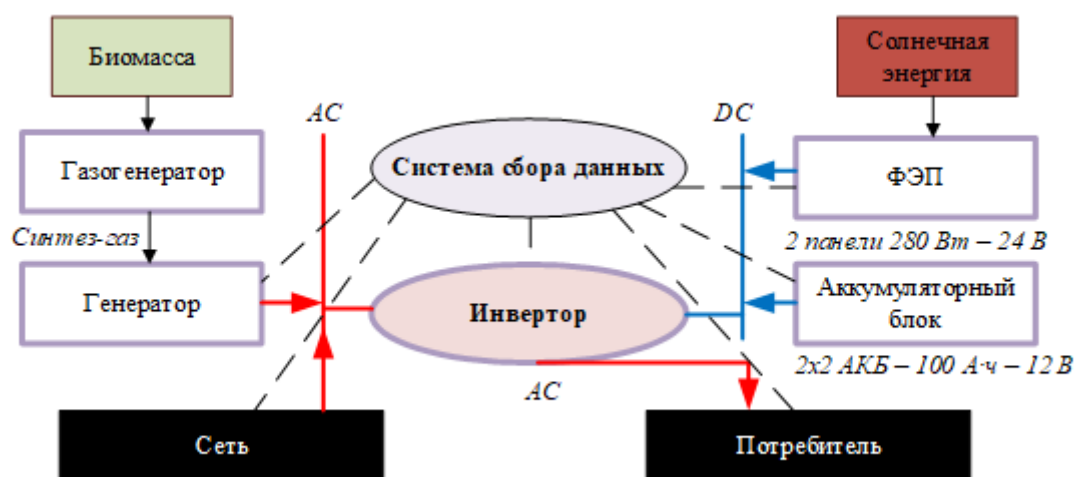 Биомасса
Солнечная
энергия
AC
DC
Газогенератор
Система сбора данных
ФЭП
Синтез-газ
2 панели 280 Вт – 24 В
Генератор
Инвертор
Аккумуляторный
блок
2х2 АКБ – 100 А·ч – 12 В
AC
Сеть
Потребитель